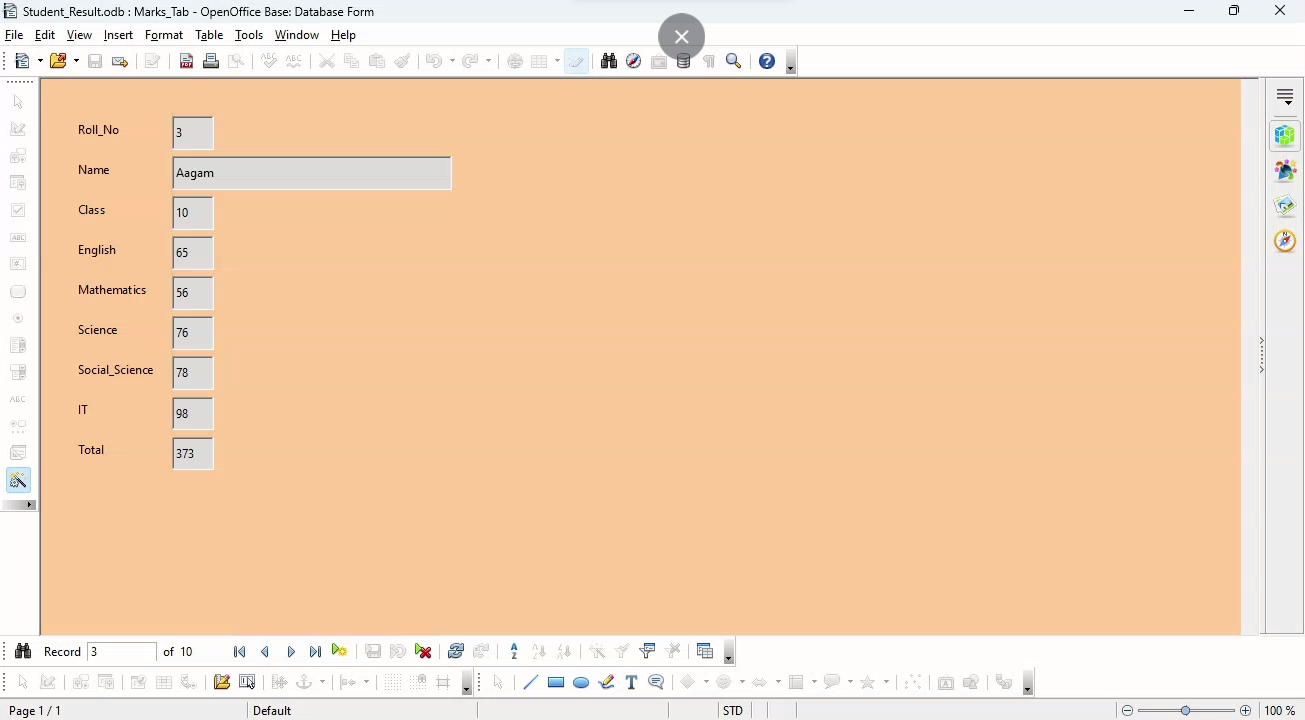 Student_Result.odb : Marks_Tab - OpenOffice Base: Database Form
File Edit View Insert Format Table Tools Window Help
Roll_No 3
Name Aagam
Class 10
English 65
Mathematics 56
Science 76
Social_Science 78
IT 98
Total 373
Record 3 of 10
Page 1 / 1 Default STD 100 %